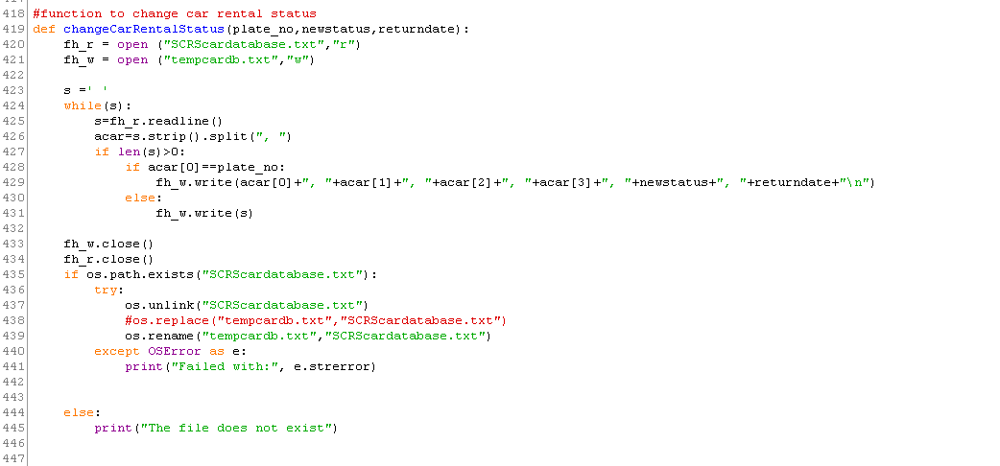 417
418 #function to change car rental status
419 def changeCarRentalStatus(plate_no,newstatus,returndate):
420     fh_r = open ("SCRScardatabase.txt","r")
421     fh_w = open ("tempcardb.txt","w")
422
423     s =' '
424     while(s):
425         s=fh_r.readline()
426         acar=s.strip().split(", ")
427         if len(s)>0:
428             if acar[0]==plate_no:
429                 fh_w.write(acar[0]+", "+acar[1]+", "+acar[2]+", "+acar[3]+", "+newstatus+", "+returndate+"\n")
430             else:
431                 fh_w.write(s)
432
433     fh_w.close()
434     fh_r.close()
435     if os.path.exists("SCRScardatabase.txt"):
436         try:
437             os.unlink("SCRScardatabase.txt")
438             #os.replace("tempcardb.txt","SCRScardatabase.txt")
439             os.rename("tempcardb.txt","SCRScardatabase.txt")
440         except OSError as e:
441             print("Failed with:", e.strerror)
442
443
444     else:
445         print("The file does not exist")
446
447